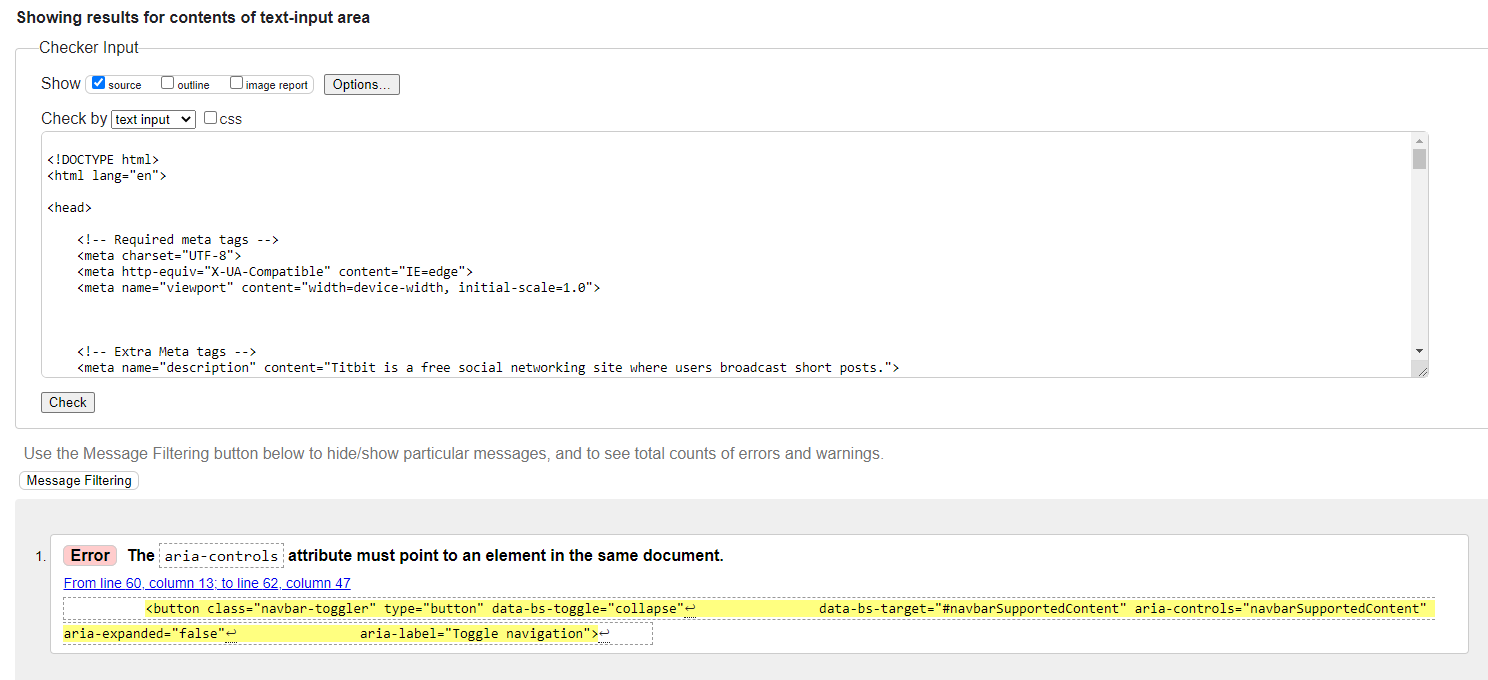 Showing results for contents of text-input area
Checker Input
Show source outline image report Options...
Check by text input css
<!DOCTYPE html>
<html lang="en">
<head>
<!-- Required meta tags -->
<meta charset="UTF-8">
<meta http-equiv="X-UA-Compatible" content="IE=edge">
<meta name="viewport" content="width=device-width, initial-scale=1.0">
<!-- Extra Meta tags -->
<meta name="description" content="Titbit is a free social networking site where users broadcast short posts.">
Check
Use the Message Filtering button below to hide/show particular messages, and to see total counts of errors and warnings.
Message Filtering
1. Error The aria-controls attribute must point to an element in the same document.
From line 60, column 13; to line 62, column 47
<button class="navbar-toggler" type="button" data-bs-toggle="collapse"↩ data-bs-target="#navbarSupportedContent" aria-controls="navbarSupportedContent"
aria-expanded="false"↩ aria-label="Toggle navigation">↩